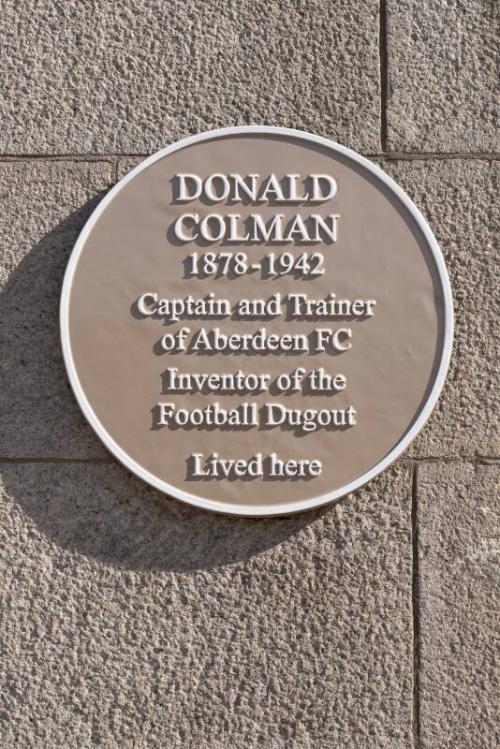 DONALD
COLMAN
1878-1942
Captain and Trainer
of Aberdeen FC
Inventor of the
Football Dugout
Lived here